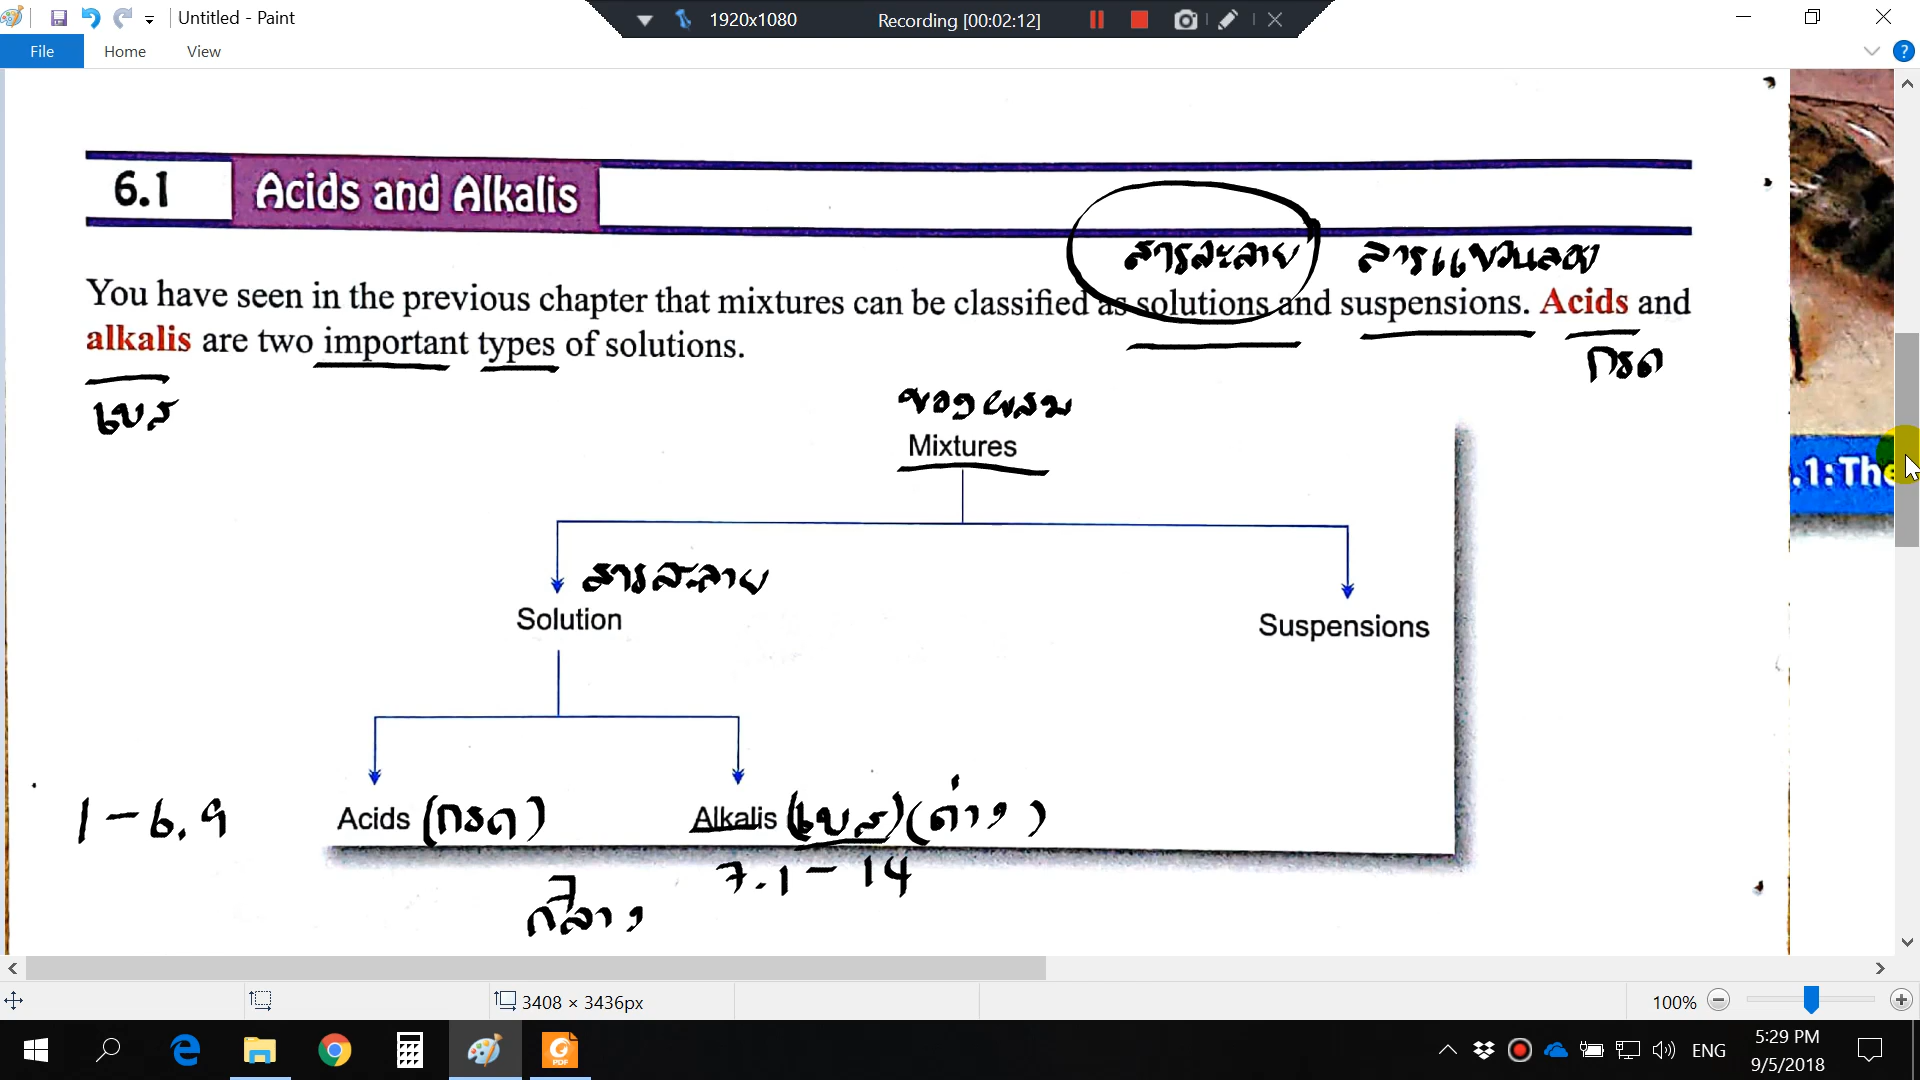 Untitled - Paint
1920x1080
Recording [00:02:12]
File
Home
View
6.1
Acids and Alkalis
สารละลาย
สารแขวนลอย
You have seen in the previous chapter that mixtures can be classified as solutions and suspensions. Acids and
alkalis are two important types of solutions.
กรด
เบส
ของผสม
Mixtures
.1: The
สารละลาย
Solution
Suspensions
1 - 6.9
Acids (กรด)
Alkalis (เบส) (ด่าง)
7.1 - 14
7
กลาง
3408 × 3436px
100%
PDF
ENG
5:29 PM
9/5/2018